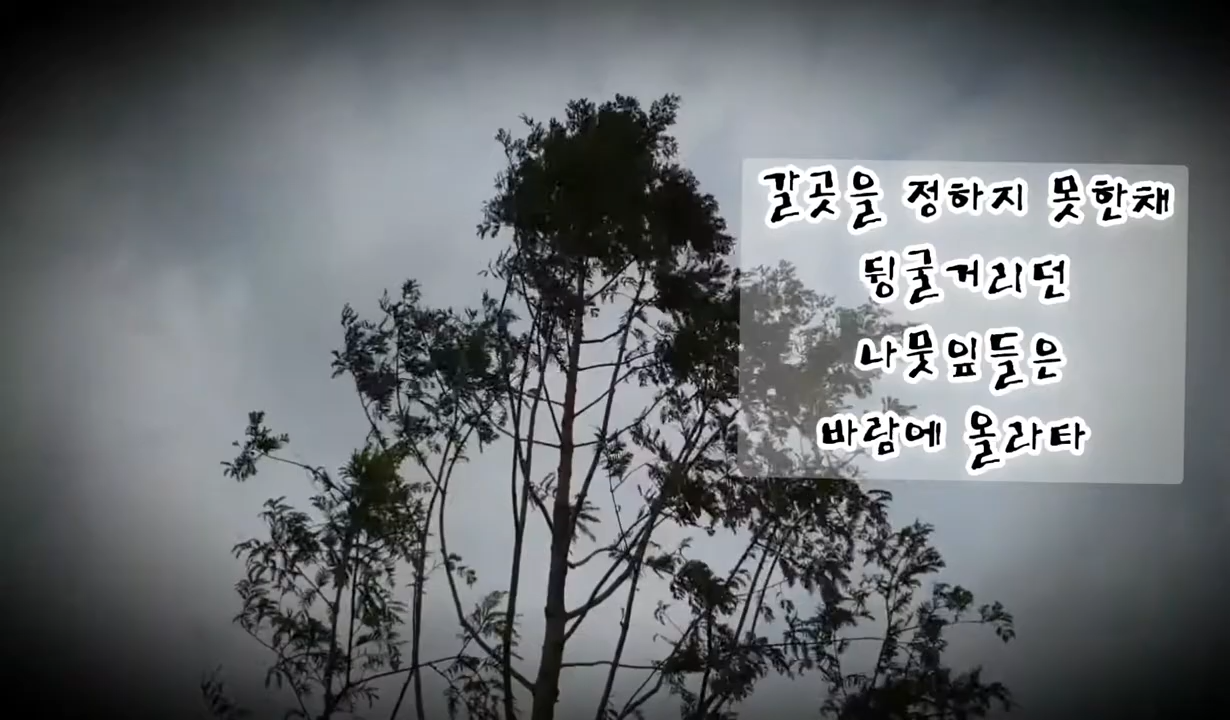 갈곳을 정하지 못한채
뒹굴거리던
나뭇잎들은
바람에 올라타